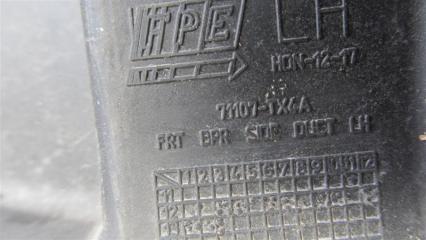 HPE LH
HON-12-17
71107-TX4A
FRT BPR SIDE DUCT LH
1 2 3 4 5 6 7 8 9 10 11 12